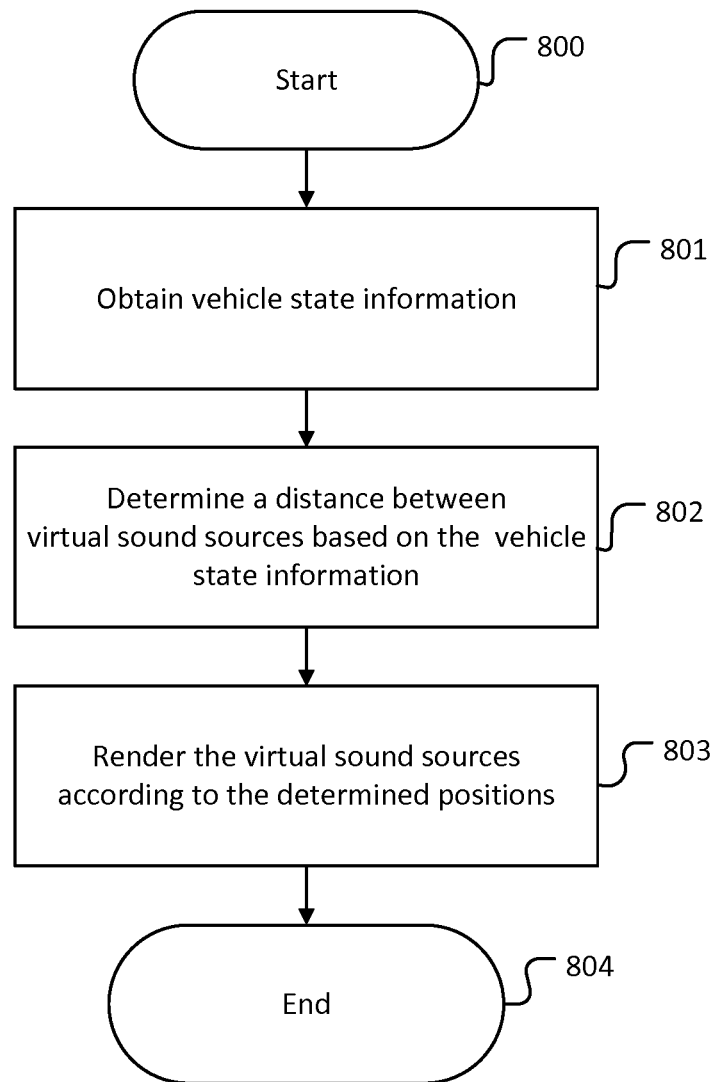 Start
800
Obtain vehicle state information
801
Determine a distance between
virtual sound sources based on the vehicle
state information
802
Render the virtual sound sources
according to the determined positions
803
End
804